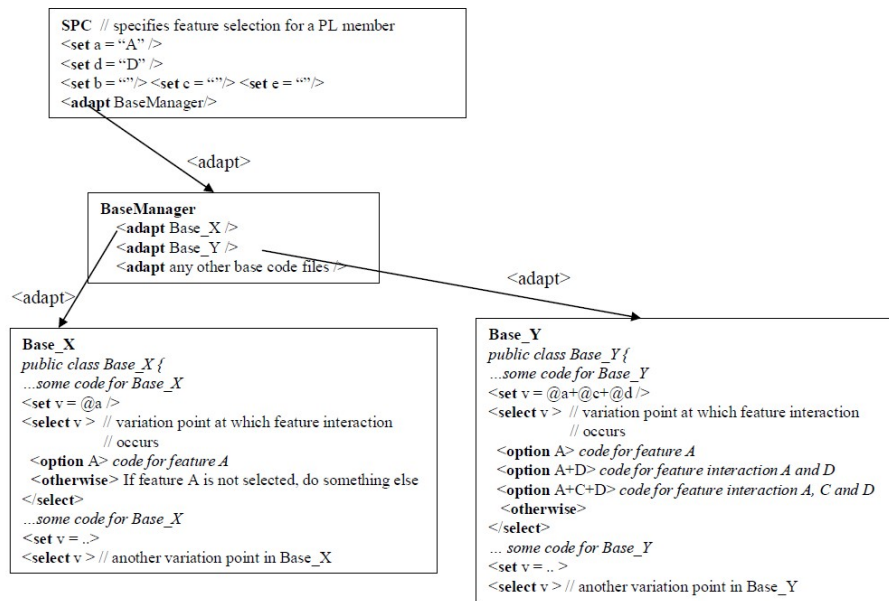 SPC // specifies feature selection for a PL member
<set a = “A” />
<set d = “D” />
<set b = “”/> <set c = “”/> <set e = “”/>
<adapt BaseManager/>
<adapt>
BaseManager
<adapt Base_X />
<adapt Base_Y />
<adapt any other base code files />
<adapt>
<adapt>
Base_X
public class Base_X {
...some code for Base_X
<set v = @a />
<select v > // variation point at which feature interaction
// occurs
<option A> code for feature A
<otherwise> If feature A is not selected, do something else
</select>
...some code for Base_X
<set v = ..>
<select v > // another variation point in Base_X
Base_Y
public class Base_Y {
...some code for Base_Y
<set v = @a+@c+@d />
<select v > // variation point at which feature interaction
// occurs
<option A> code for feature A
<option A+D> code for feature interaction A and D
<option A+C+D> code for feature interaction A, C and D
<otherwise>
</select>
... some code for Base_Y
<set v = .. >
<select v > // another variation point in Base_Y